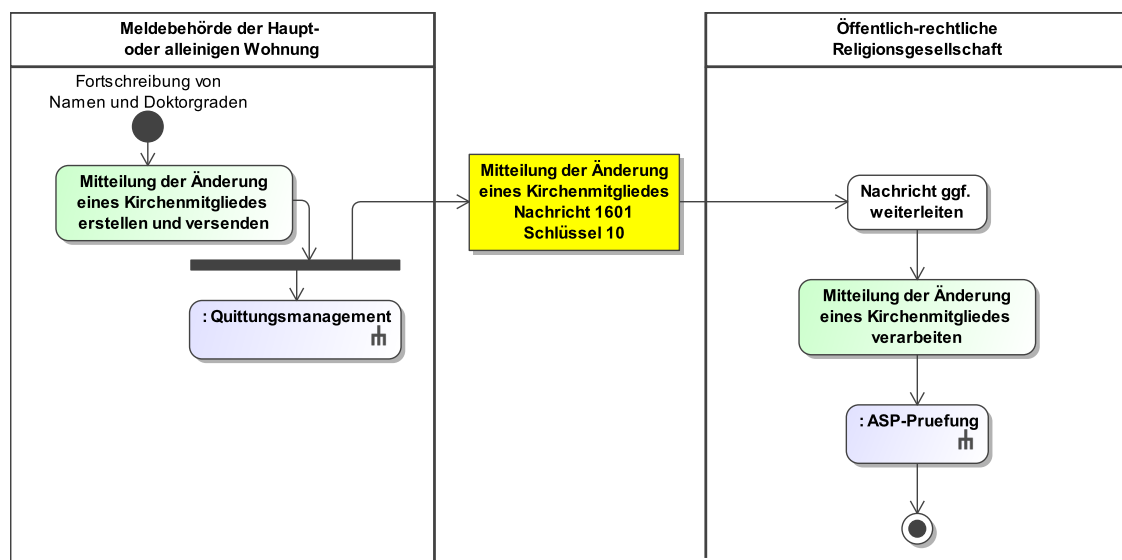 Meldebehörde der Haupt-
oder alleinigen Wohnung
Öffentlich-rechtliche
Religionsgesellschaft
Fortschreibung von
Namen und Doktorgraden
Mitteilung der Änderung
eines Kirchenmitgliedes
erstellen und versenden
: Quittungsmanagement
Mitteilung der Änderung
eines Kirchenmitgliedes
Nachricht 1601
Schlüssel 10
Nachricht ggf.
weiterleiten
Mitteilung der Änderung
eines Kirchenmitgliedes
verarbeiten
: ASP-Pruefung